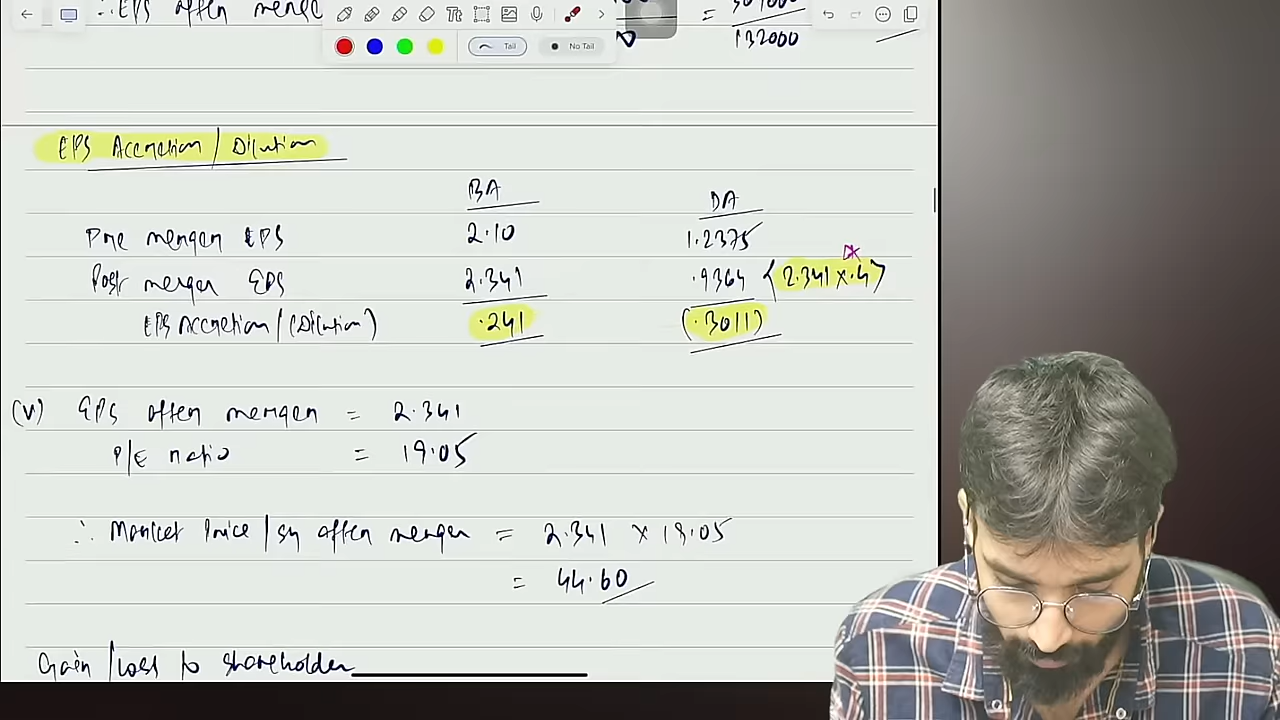 ∴ EPS after merge
= 309000
132000
Tail
No Tail
EPS Accretion / Dilution
BA DA
Pre merger EPS 2.10 1.2375
Post merger EPS 2.341 .9364 {2.341 x .4}
EPS Accretion / (Dilution) .241 (.3011)
(V) EPS after merger = 2.341
P/E ratio = 19.05
∴ Market Price / sh after merger = 2.341 x 19.05
= 44.60
Gain / Loss to shareholder